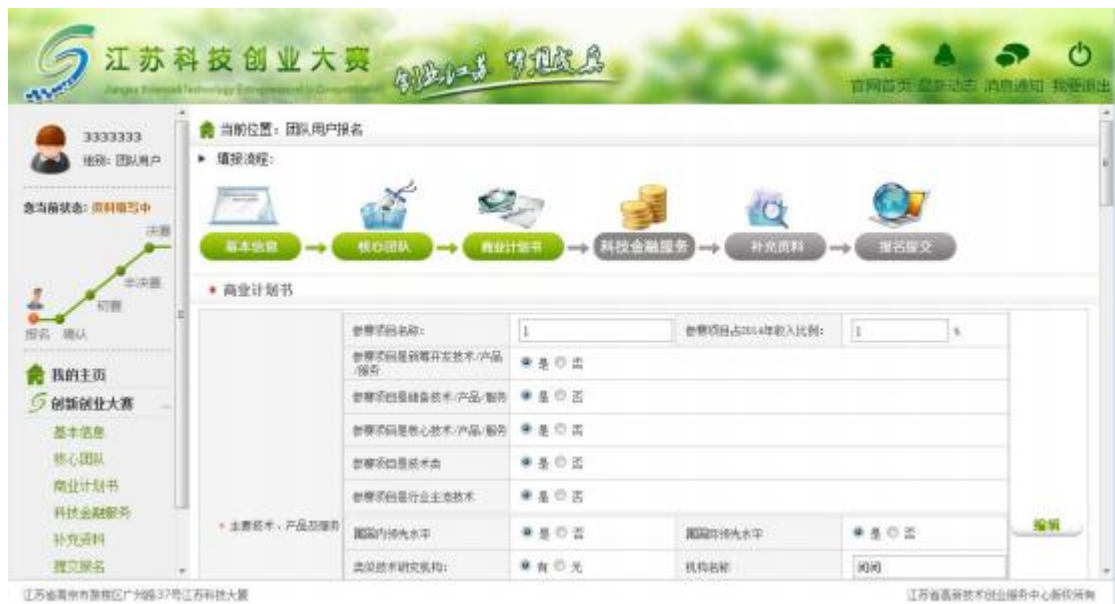 江苏科技创业大赛
创业江苏 梦想成真
官网首页 最新动态 消息通知 我要退出
3333333
组别：团队用户
您当前状态：资料填写中
决赛
半决赛
初赛
报名 确认
我的主页
创新创业大赛
基本信息
核心团队
商业计划书
科技金融服务
补充资料
提交报名
当前位置：团队用户报名
填报流程：
基本信息 核心团队 商业计划书 科技金融服务 补充资料 报名提交
商业计划书
参赛项目名称： 1 参赛项目占2014年收入比例： 1 %
参赛项目是销售开发技术/产品/服务 是 否
参赛项目是储备技术/产品/服务 是 否
参赛项目是核心技术/产品/服务 是 否
参赛项目是技术类 是 否
参赛项目是行业主流技术 是 否
* 主要技术、产品及服务
属国内领先水平 是 否 属国际领先水平 是 否
类似技术研究机构： 有 无 机构名称
编辑
江苏省南京市鼓楼区广州路37号江苏科技大厦
江苏省高新技术创业服务中心版权所有